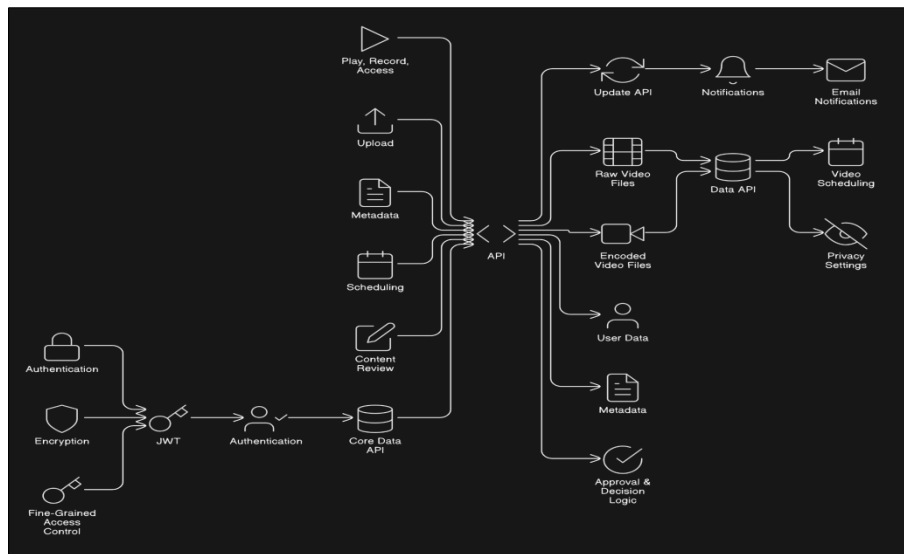 Play, Record,
Access
Upload
Metadata
Scheduling
Content
Review
Authentication
Encryption
Fine-Grained
Access
Control
JWT
Authentication
Core Data
API
API
Update API
Notifications
Email
Notifications
Raw Video
Files
Data API
Video
Scheduling
Encoded
Video Files
Privacy
Settings
User Data
Metadata
Approval &
Decision
Logic